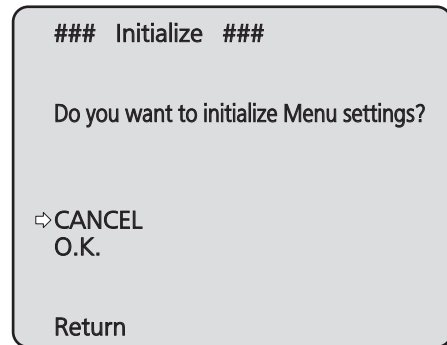 ### Initialize ###
Do you want to initialize Menu settings?
⇨CANCEL
O.K.
Return